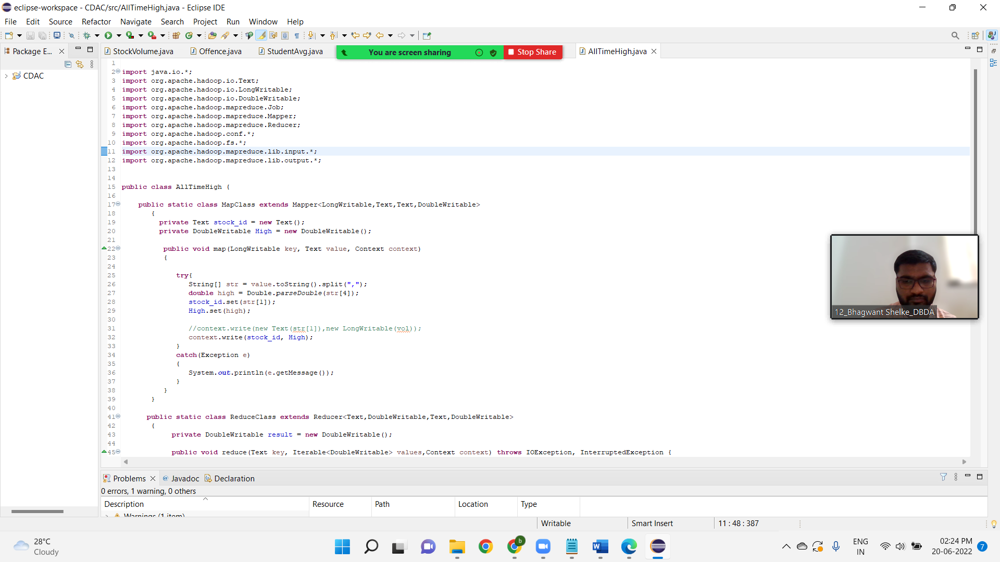 eclipse-workspace - CDAC/src/AllTimeHigh.java - Eclipse IDE
File Edit Source Refactor Navigate Search Project Run Window Help
Package E...
StockVolume.java Offence.java StudentAvg.java You are screen sharing Stop Share AllTimeHigh.java
CDAC
1
2 import java.io.*;
3 import org.apache.hadoop.io.Text;
4 import org.apache.hadoop.io.LongWritable;
5 import org.apache.hadoop.io.DoubleWritable;
6 import org.apache.hadoop.mapreduce.Job;
7 import org.apache.hadoop.mapreduce.Mapper;
8 import org.apache.hadoop.mapreduce.Reducer;
9 import org.apache.hadoop.conf.*;
10 import org.apache.hadoop.fs.*;
11 import org.apache.hadoop.mapreduce.lib.input.*;
12 import org.apache.hadoop.mapreduce.lib.output.*;
13
14
15 public class AllTimeHigh {
16
17 public static class MapClass extends Mapper<LongWritable,Text,Text,DoubleWritable>
18 {
19 private Text stock_id = new Text();
20 private DoubleWritable High = new DoubleWritable();
21
22 public void map(LongWritable key, Text value, Context context)
23 {
24
25 try{
26 String[] str = value.toString().split(",");
27 double high = Double.parseDouble(str[4]);
28 stock_id.set(str[1]);
29 High.set(high);
30
31 //context.write(new Text(str[1]),new LongWritable(vol));
32 context.write(stock_id, High);
33 }
34 catch(Exception e)
35 {
36 System.out.println(e.getMessage());
37 }
38 }
39 }
40
41 public static class ReduceClass extends Reducer<Text,DoubleWritable,Text,DoubleWritable>
42 {
43 private DoubleWritable result = new DoubleWritable();
44
45 public void reduce(Text key, Iterable<DoubleWritable> values,Context context) throws IOException, InterruptedException {
12_Bhagwant Shelke_DBDA
Problems Javadoc Declaration
0 errors, 1 warning, 0 others
Description Resource Path Location Type
Warnings (1 item)
Writable Smart Insert 11 : 48 : 387
28°C
Cloudy
b
W
ENG
IN
02:24 PM
20-06-2022
7